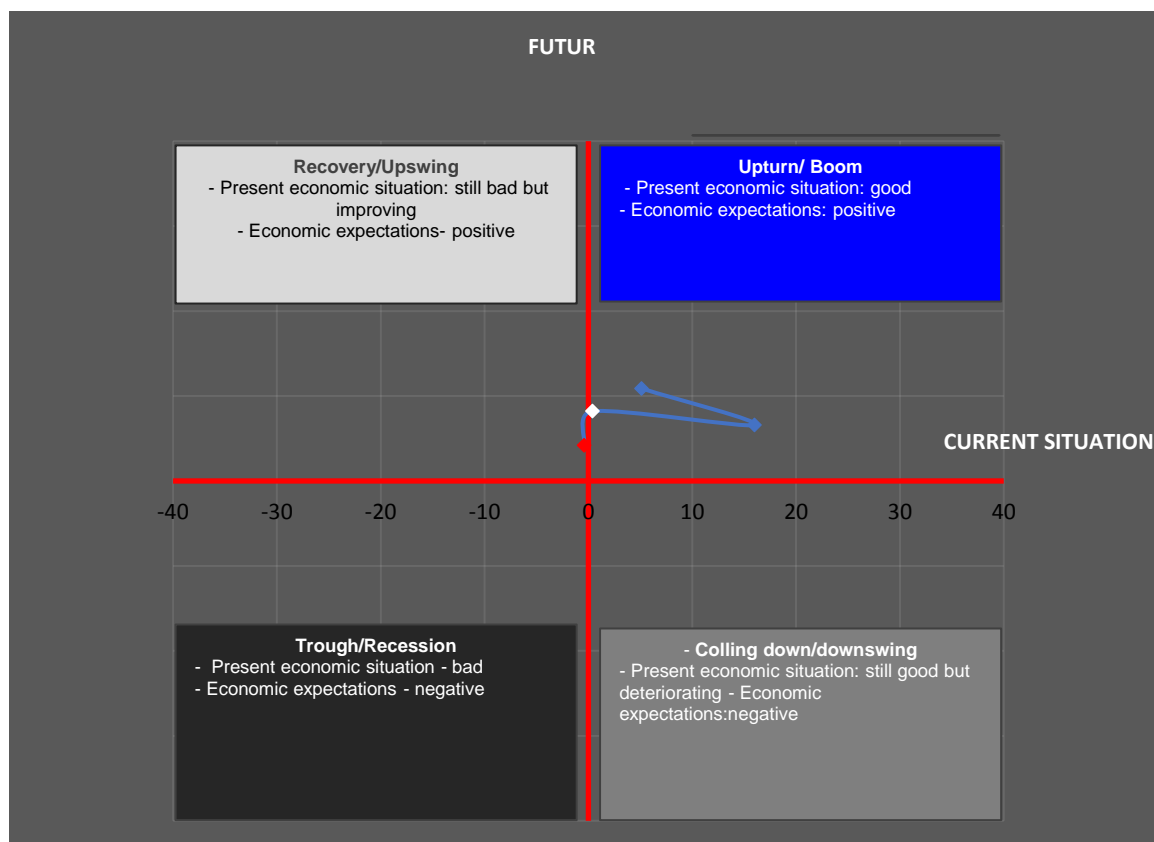 FUTUR
Recovery/Upswing
- Present economic situation: still bad but
improving
- Economic expectations- positive
Upturn/ Boom
- Present economic situation: good
- Economic expectations: positive
CURRENT SITUATION
-40 -30 -20 -10 0 10 20 30 40
Trough/Recession
- Present economic situation - bad
- Economic expectations - negative
- Colling down/downswing
- Present economic situation: still good but
deteriorating - Economic
expectations:negative